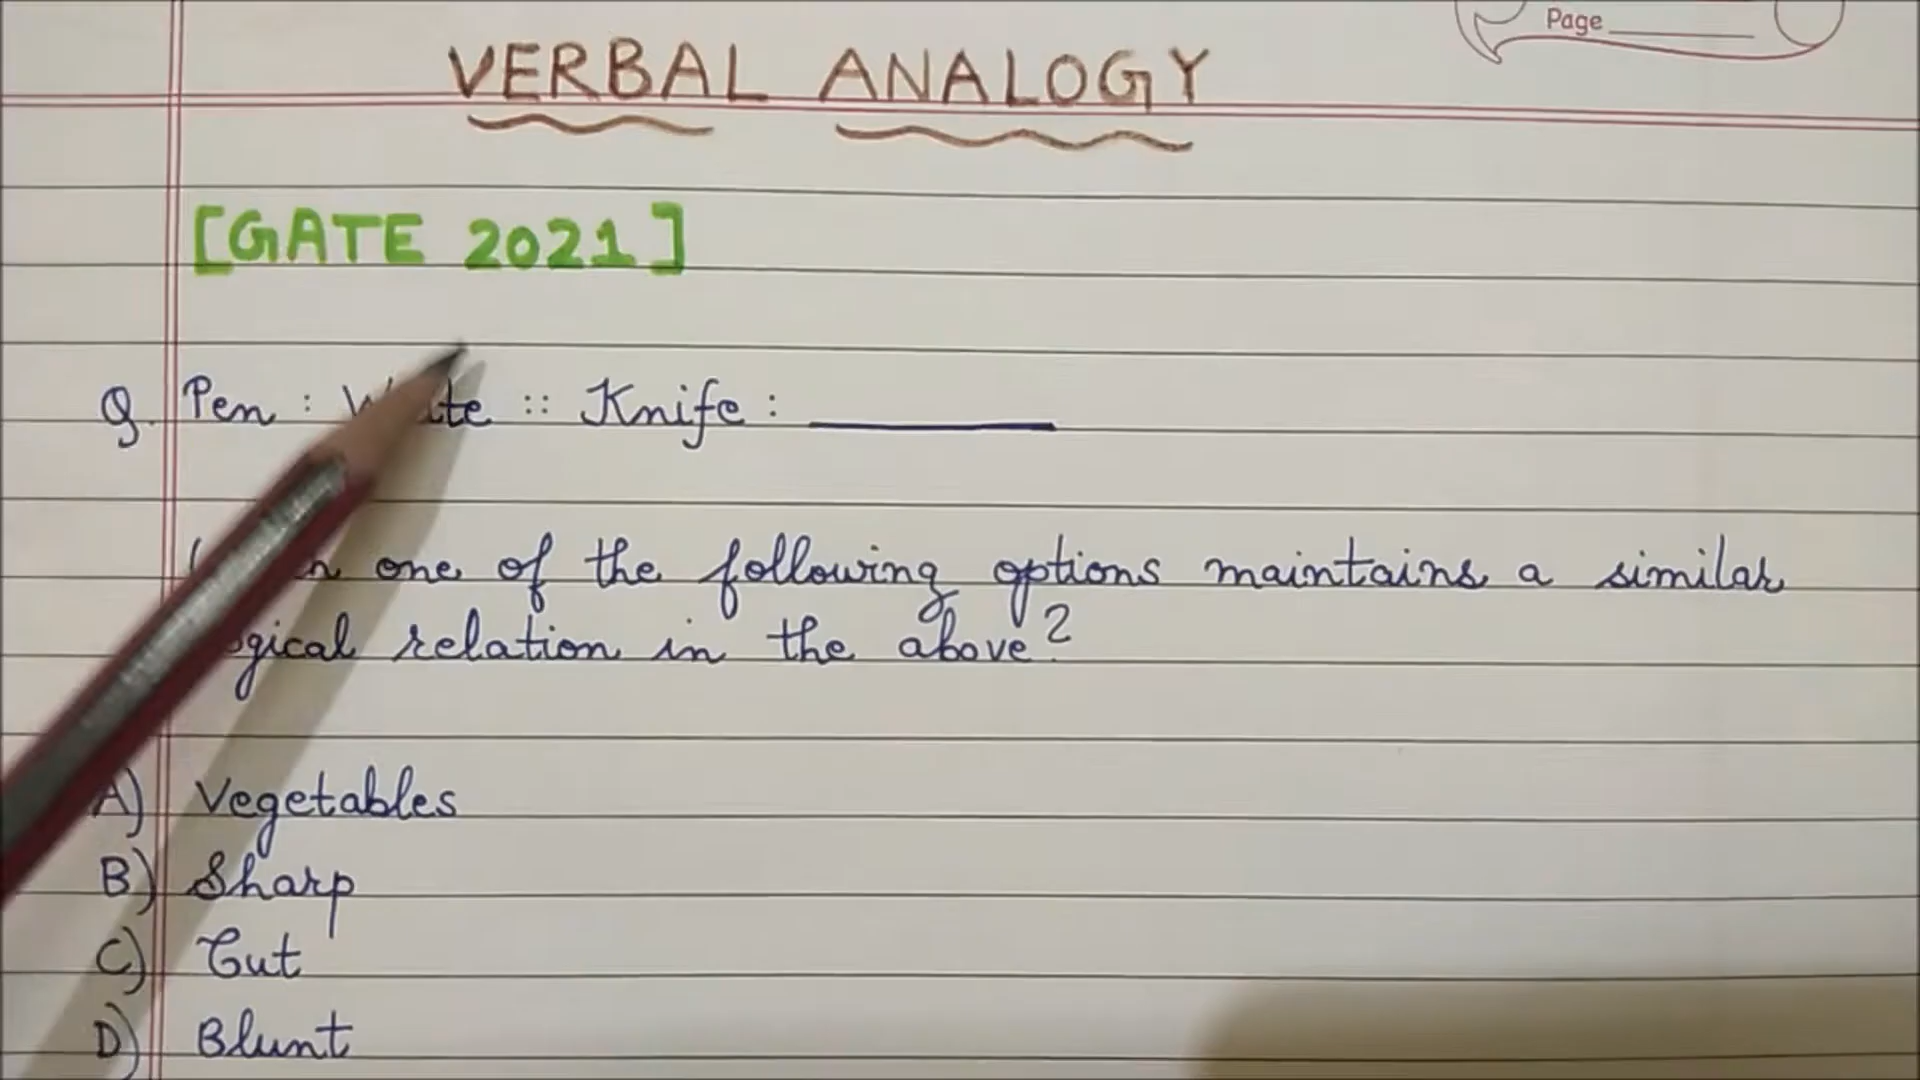 Page
VERBAL ANALOGY
[GATE 2021]
Q. Pen : :: Knife :
one of the following options maintains a similar
relation in the above?
A) Vegetables
B) Sharp
C) Cut
D) Blunt